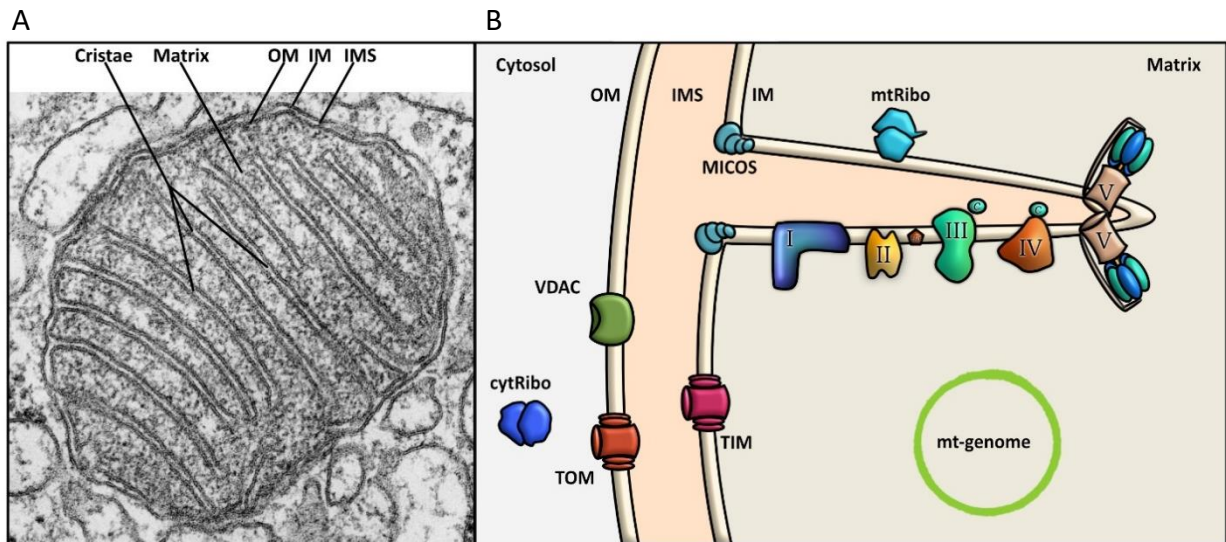 A
B
Cristae Matrix OM IM IMS
Cytosol
OM
IMS
IM
mtRibo
Matrix
MICOS
V
V
I
II
III
IV
C
C
VDAC
cytRibo
TOM
TIM
mt-genome